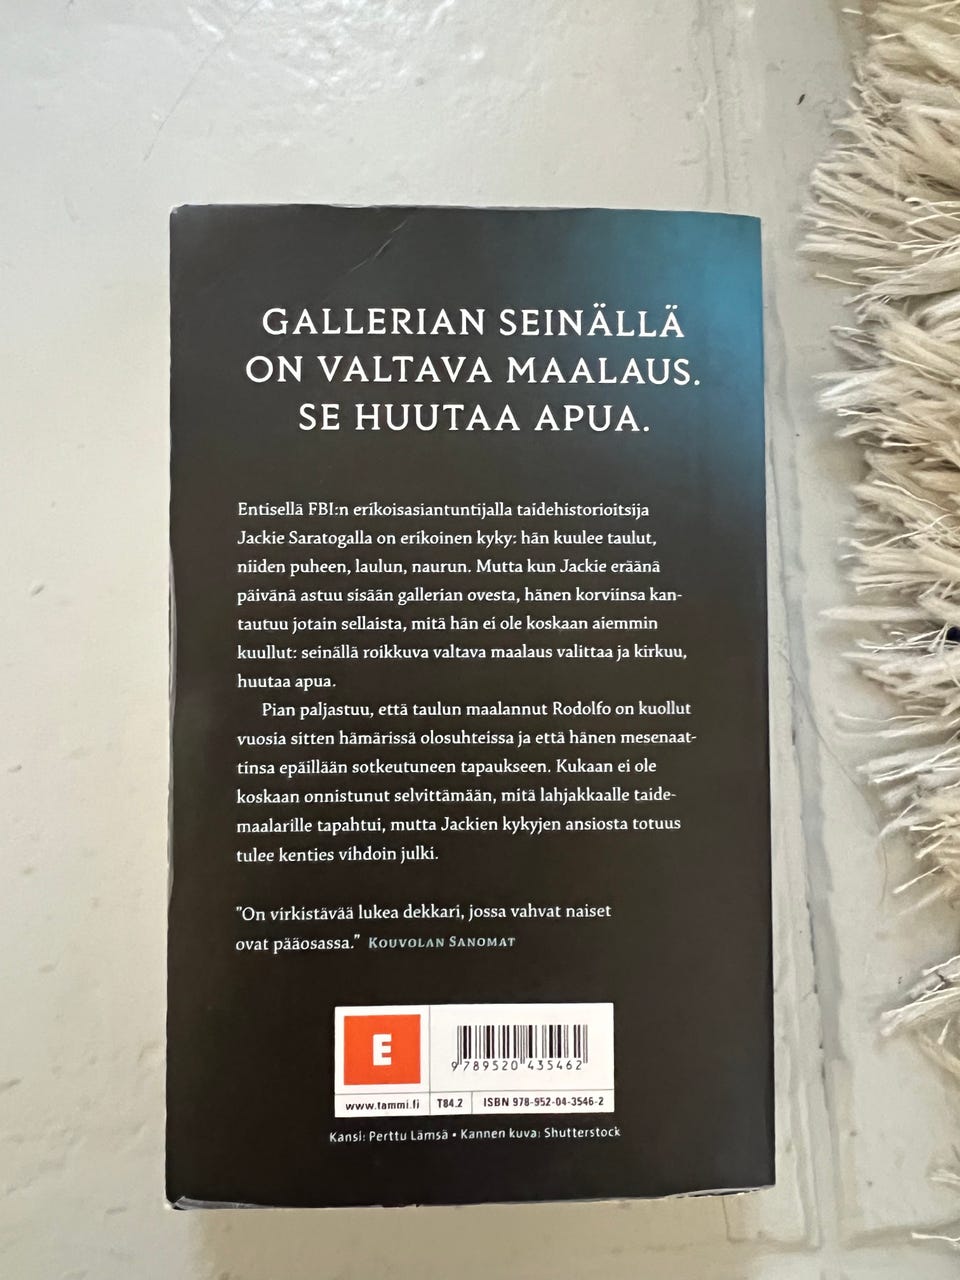 GALLERIAN SEINÄLLÄ
ON VALTAVA MAALAUS.
SE HUUTAA APUA.
Entisellä FBI:n erikoisasiantuntijalla taidehistorioitsija
Jackie Saratogalla on erikoinen kyky: hän kuulee taulut,
niiden puheen, laulun, naurun. Mutta kun Jackie eräänä
päivänä astuu sisään gallerian ovesta, hänen korviinsa kan-
tautuu jotain sellaista, mitä hän ei ole koskaan aiemmin
kuullut: seinällä roikkuva valtava maalaus valittaa ja kirkuu,
huutaa apua.
Pian paljastuu, että taulun maalannut Rodolfo on kuollut
vuosia sitten hämärissä olosuhteissa ja että hänen mesenaat-
tinsa epäillään sotkeutuneen tapaukseen. Kukaan ei ole
koskaan onnistunut selvittämään, mitä lahjakkaalle taide-
maalarille tapahtui, mutta Jackien kykyjen ansiosta totuus
tulee kenties vihdoin julki.
"On virkistävää lukea dekkari, jossa vahvat naiset
ovat pääosassa." KOUVOLAN SANOMAT
E
9 789520 435462
www.tammi.fi T84.2 ISBN 978-952-04-3546-2
Kansi: Perttu Lämsä • Kannen kuva: Shutterstock